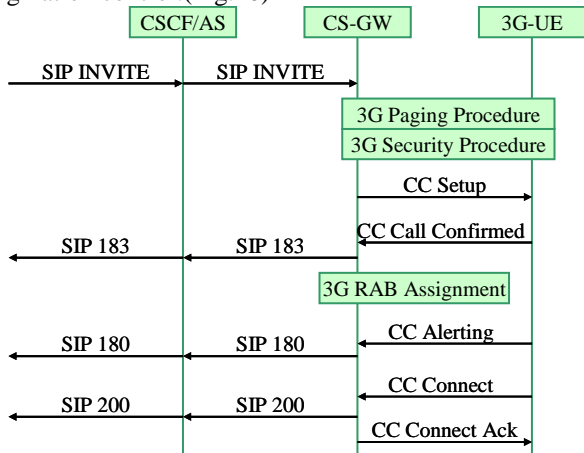 CSCF/AS CS-GW 3G-UE
SIP INVITE SIP INVITE
3G Paging Procedure
3G Security Procedure
CC Setup
CC Call Confirmed
SIP 183 SIP 183
3G RAB Assignment
CC Alerting
SIP 180 SIP 180
CC Connect
SIP 200 SIP 200
CC Connect Ack